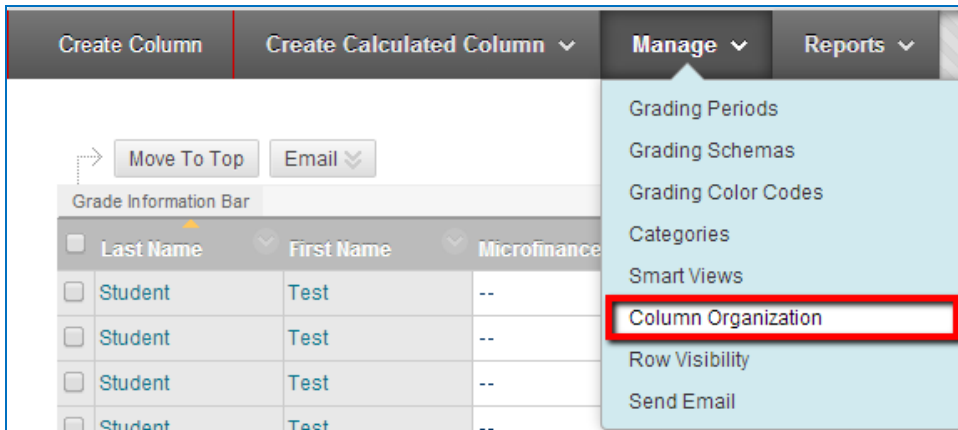 Create Column Create Calculated Column Manage Reports
Grading Periods
Grading Schemas
Grading Color Codes
Categories
Smart Views
Column Organization
Row Visibility
Send Email
Move To Top Email
Grade Information Bar
Last Name First Name Microfinance
Student Test --
Student Test --
Student Test --
Student Test --